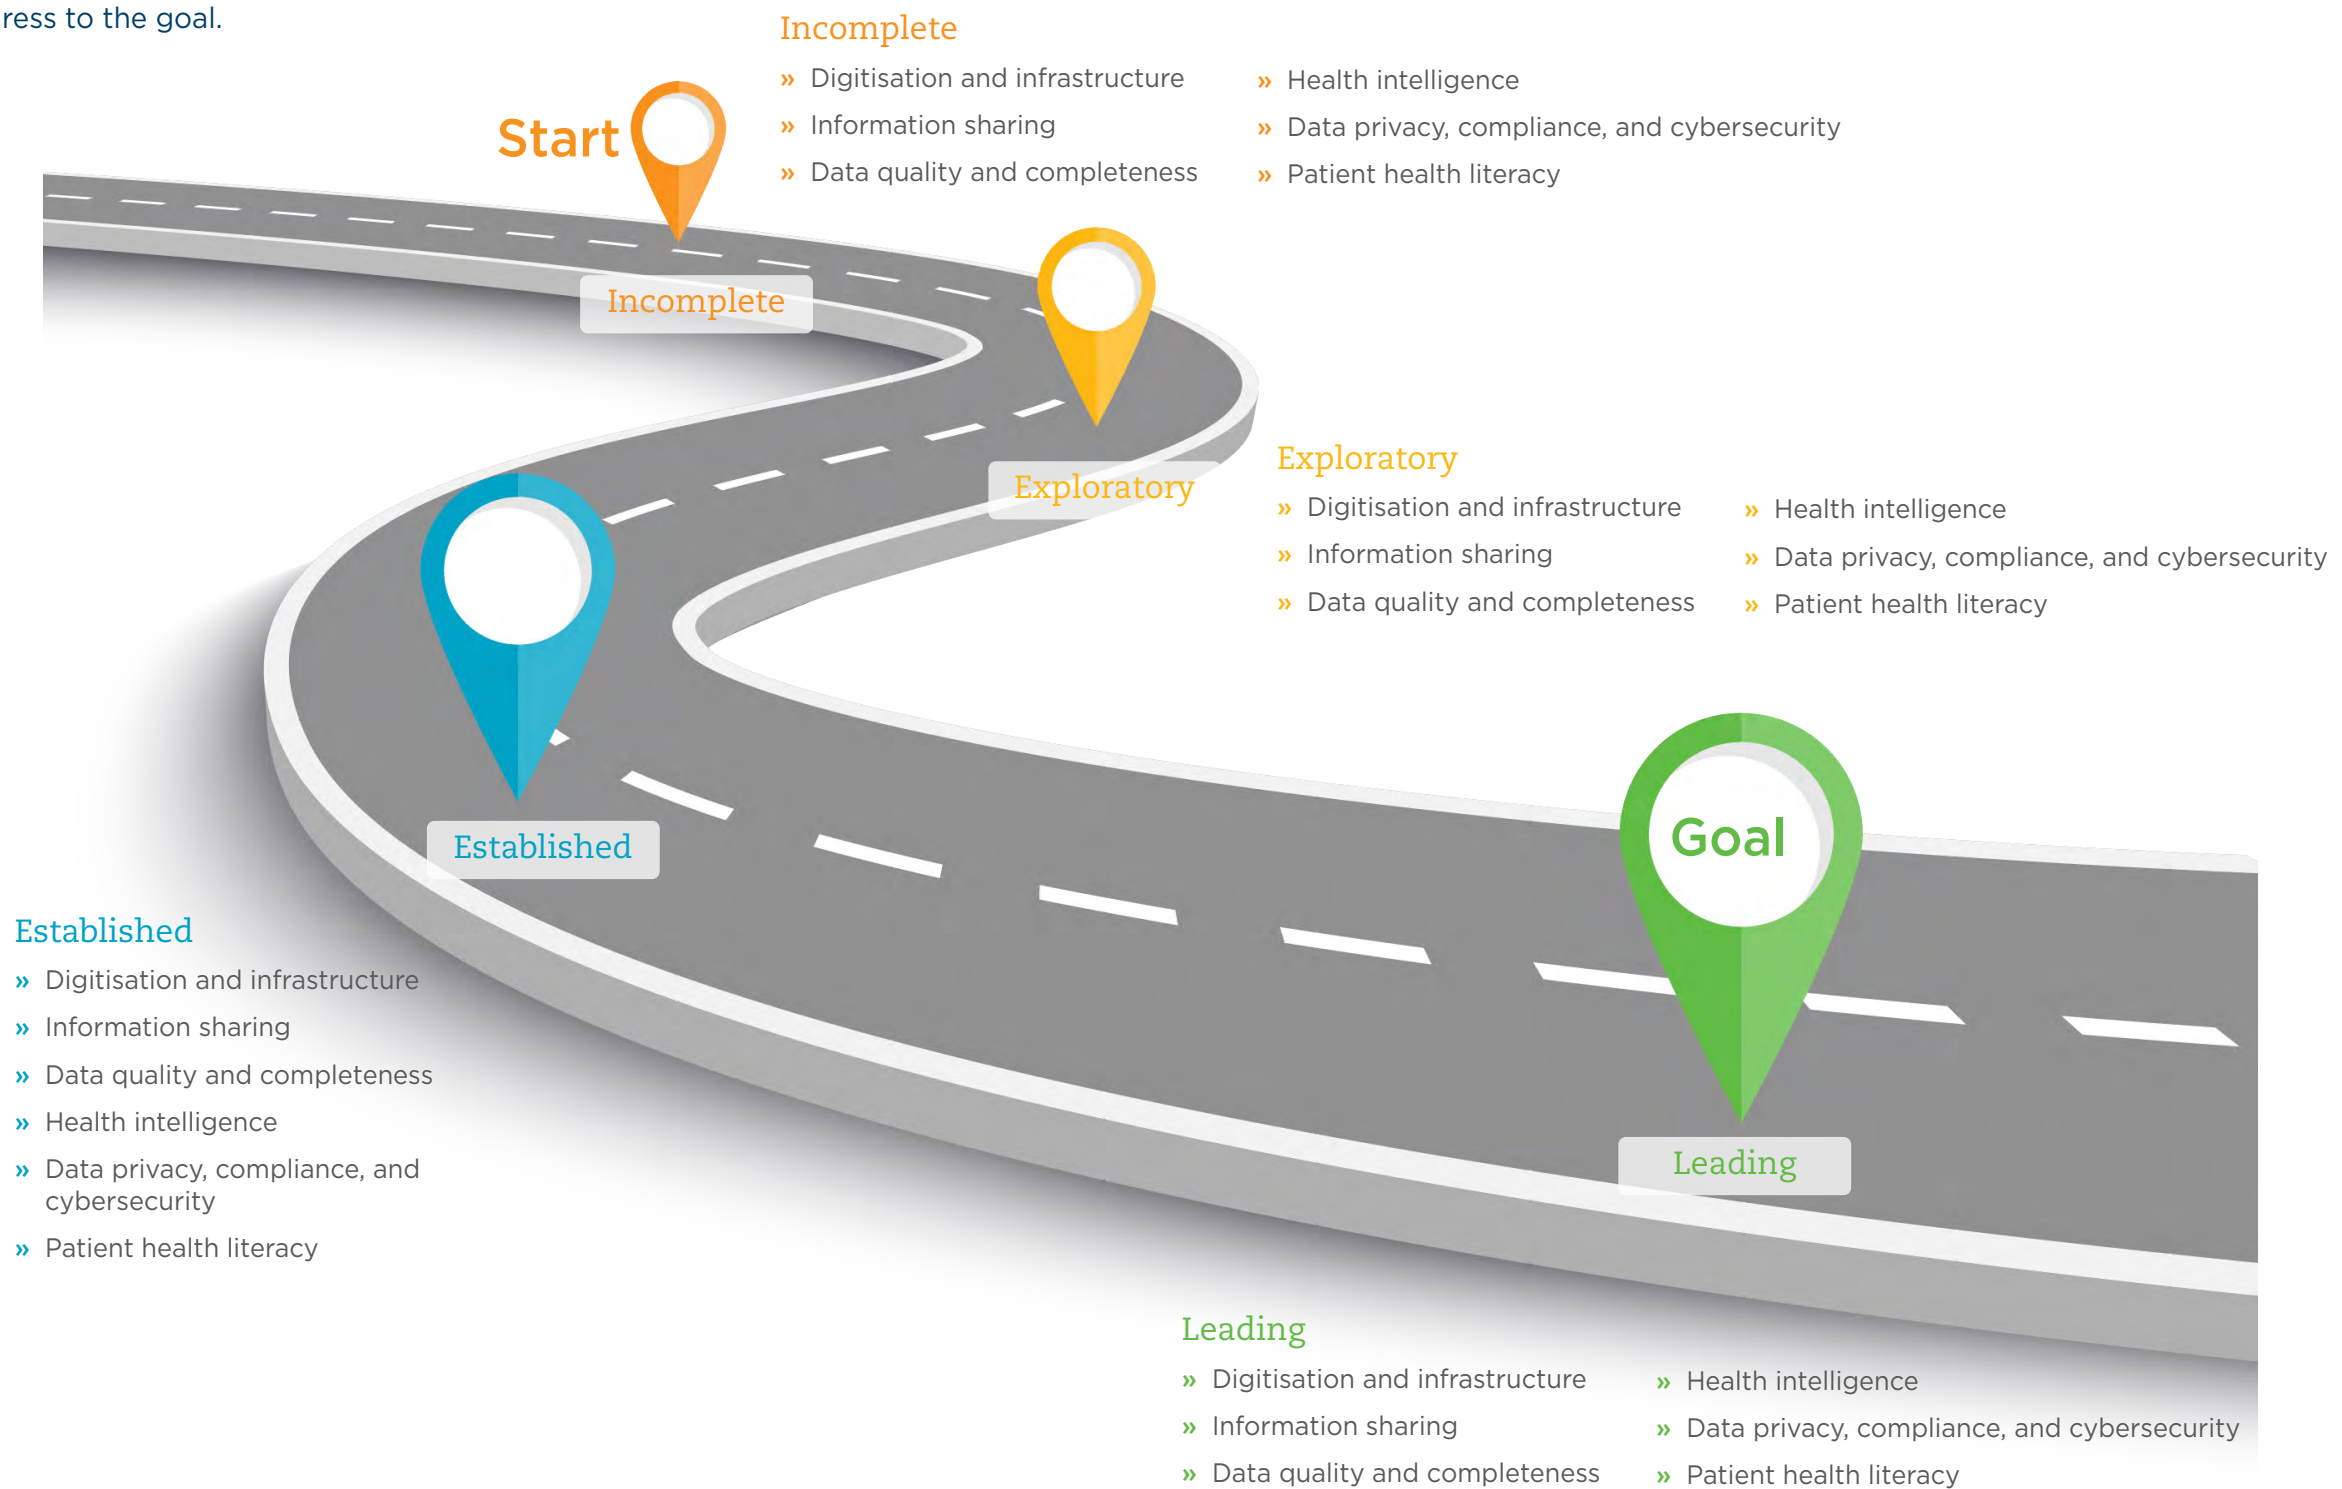 ress to the goal.
Incomplete
» Digitisation and infrastructure
» Information sharing
» Data quality and completeness
» Health intelligence
» Data privacy, compliance, and cybersecurity
» Patient health literacy
Start
Incomplete
Exploratory
Exploratory
» Digitisation and infrastructure
» Information sharing
» Data quality and completeness
» Health intelligence
» Data privacy, compliance, and cybersecurity
» Patient health literacy
Established
Established
» Digitisation and infrastructure
» Information sharing
» Data quality and completeness
» Health intelligence
» Data privacy, compliance, and
cybersecurity
» Patient health literacy
Goal
Leading
Leading
» Digitisation and infrastructure
» Information sharing
» Data quality and completeness
» Health intelligence
» Data privacy, compliance, and cybersecurity
» Patient health literacy